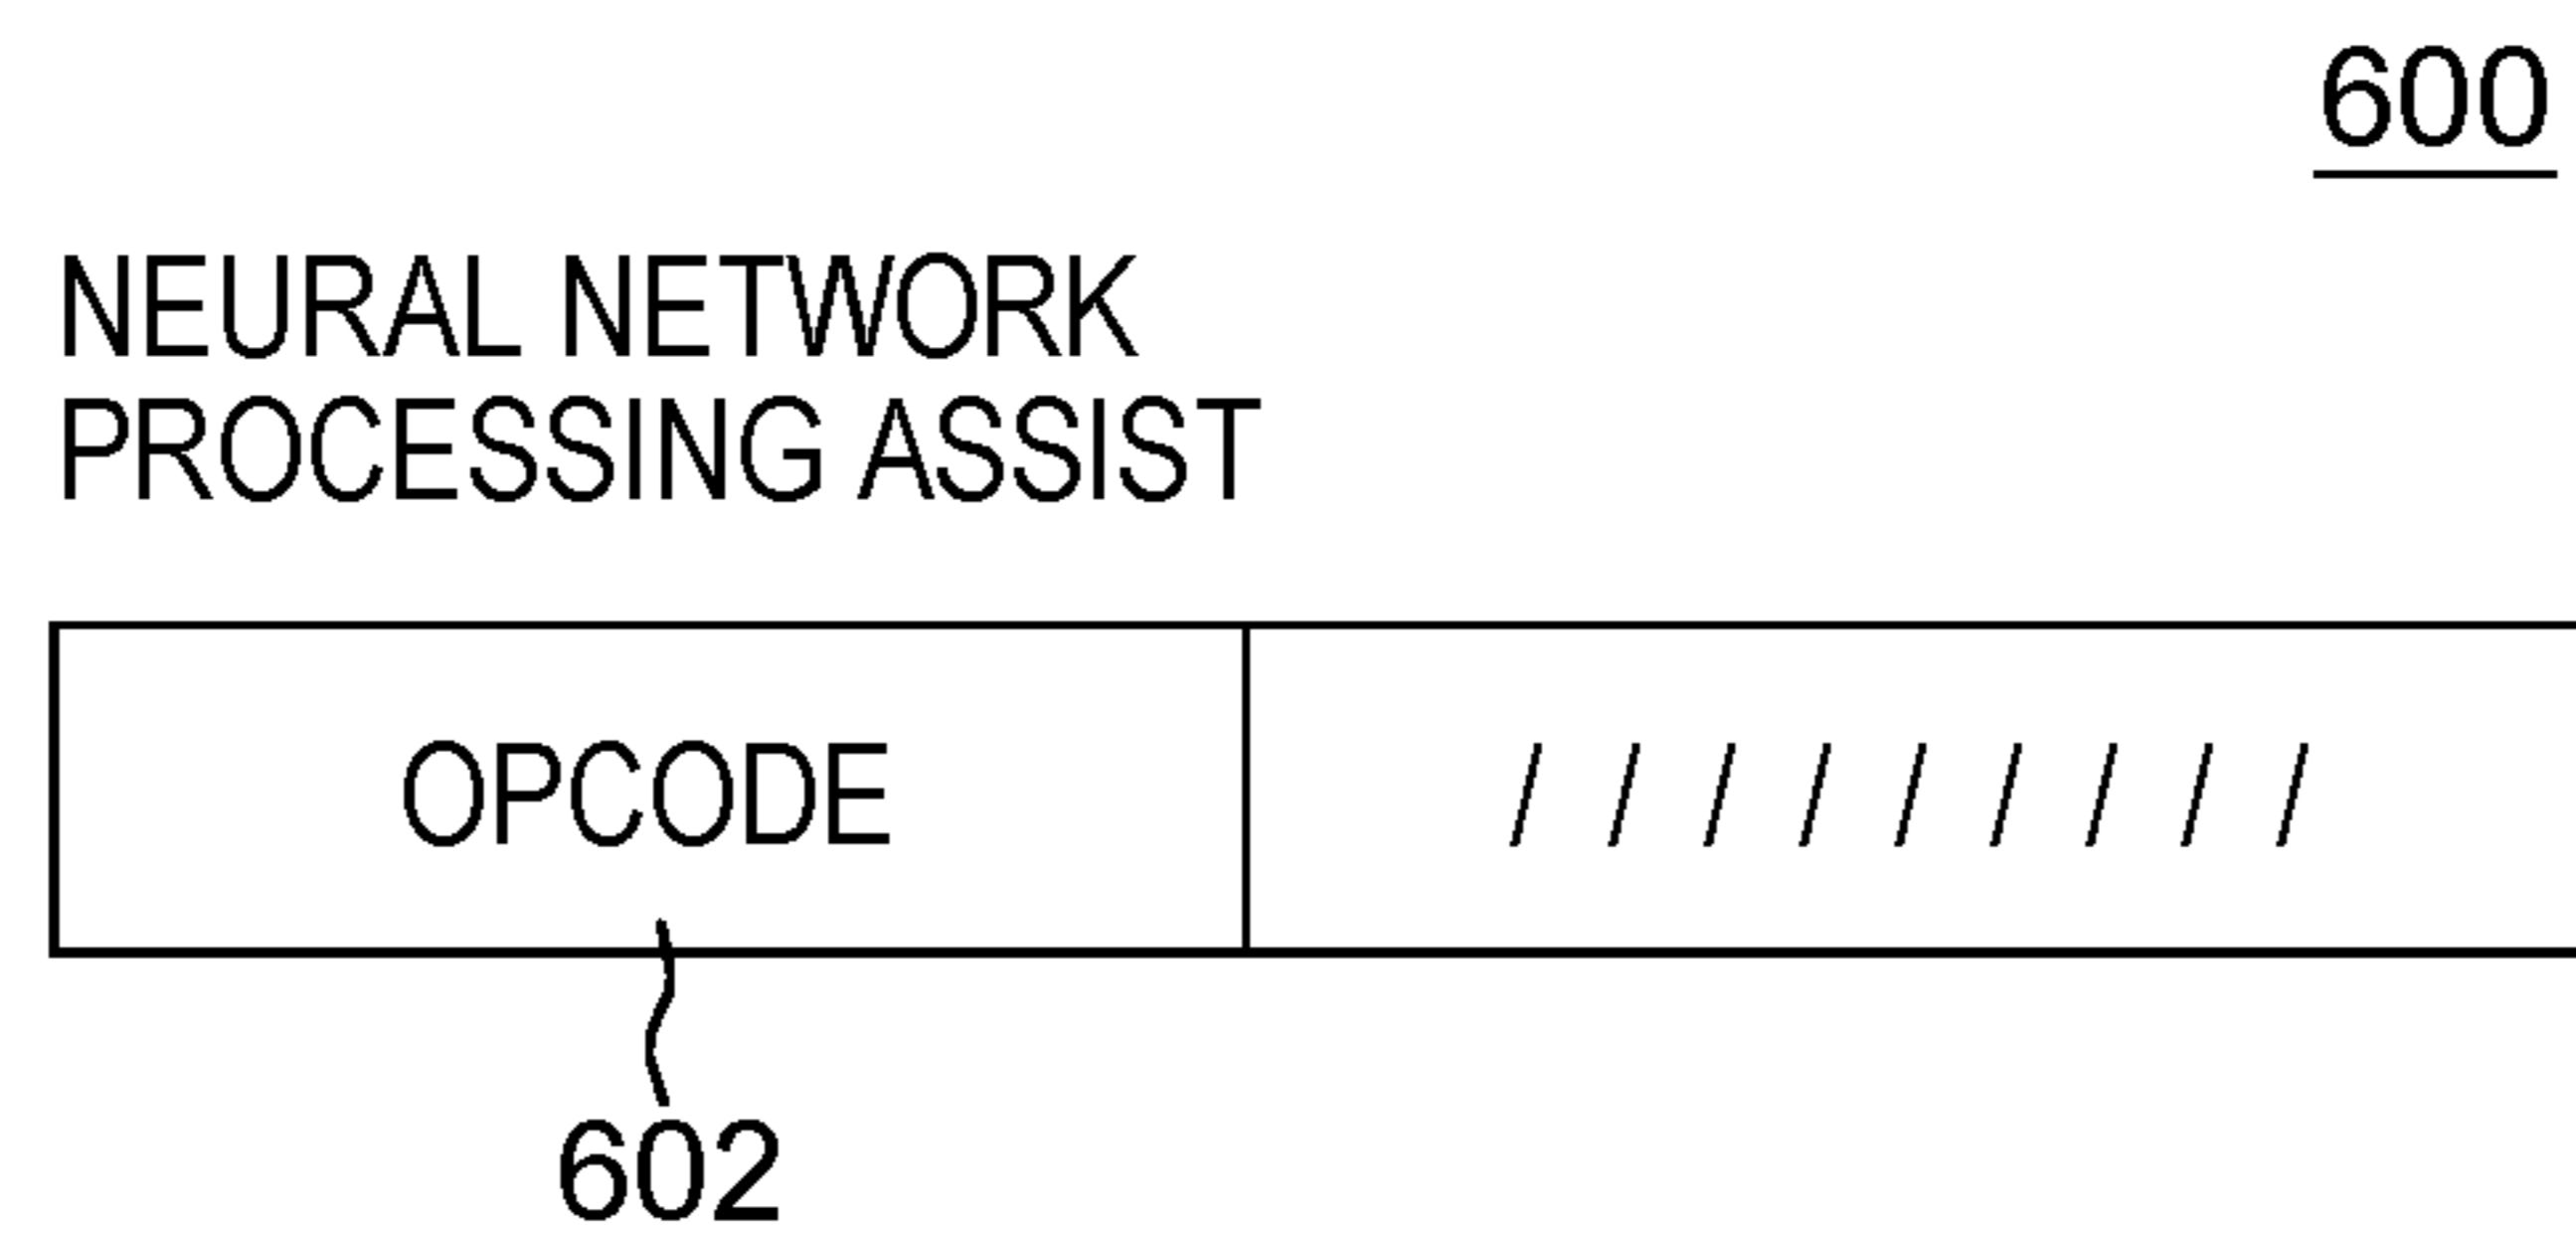 600
NEURAL NETWORK
PROCESSING ASSIST
OPCODE / / / / / / / / /
602